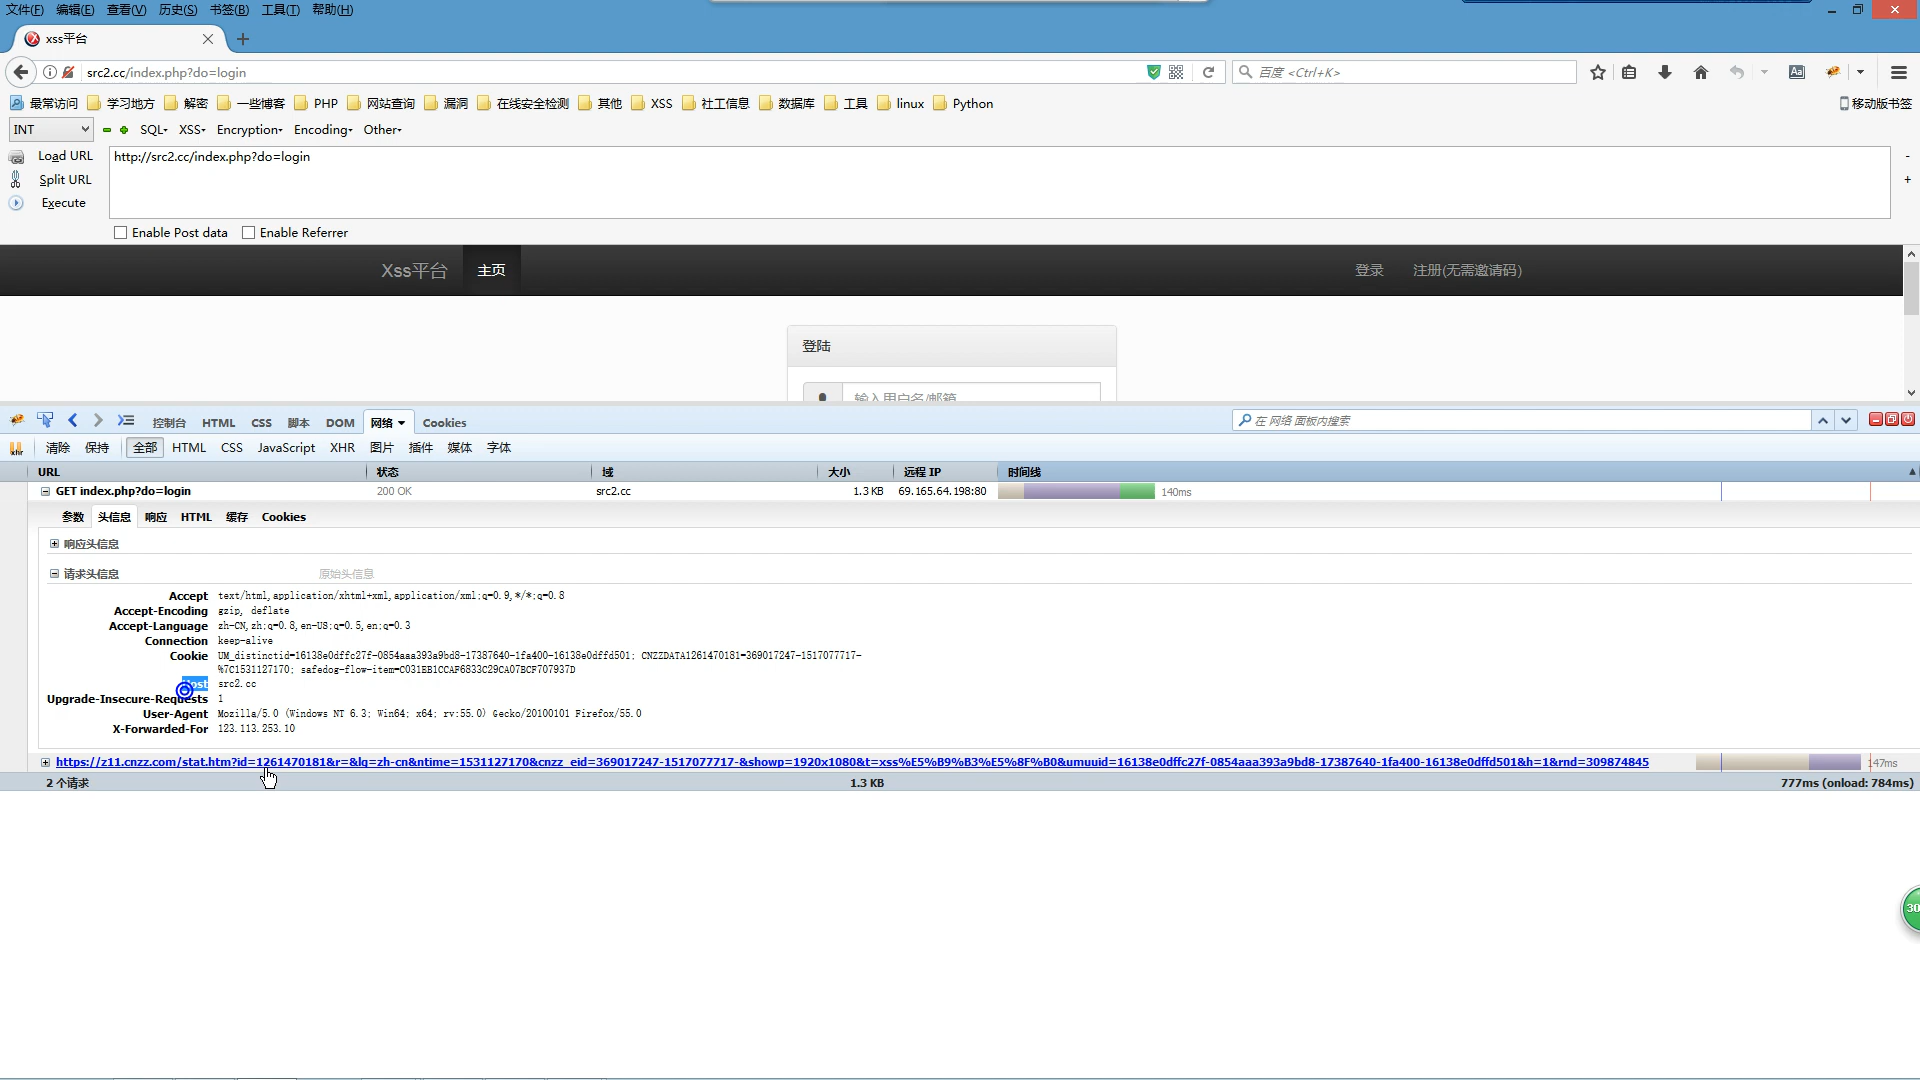 文件(F) 编辑(E) 查看(V) 历史(S) 书签(B) 工具(T) 帮助(H)
xss平台
src2.cc/index.php?do=login
百度 <Ctrl+K>
最常访问 学习地方 解密 一些博客 PHP 网站查询 漏洞 在线安全检测 其他 XSS 社工信息 数据库 工具 linux Python 移动版书签
INT SQL XSS Encryption Encoding Other
Load URL http://src2.cc/index.php?do=login
Split URL
Execute
Enable Post data Enable Referrer
Xss平台 主页 登录 注册(无需邀请码)
登陆
输入用户名/邮箱
控制台 HTML CSS 脚本 DOM 网络 Cookies 在 网络 面板内搜索
清除 保持 全部 HTML CSS JavaScript XHR 图片 插件 媒体 字体
URL 状态 域 大小 远程 IP 时间线
GET index.php?do=login 200 OK src2.cc 1.3 KB 69.165.64.198:80 140ms
参数 头信息 响应 HTML 缓存 Cookies
响应头信息
请求头信息 原始头信息
Accept text/html,application/xhtml+xml,application/xml;q=0.9,*/*;q=0.8
Accept-Encoding gzip, deflate
Accept-Language zh-CN,zh;q=0.8,en-US;q=0.5,en;q=0.3
Connection keep-alive
Cookie UM_distinctid=16138e0dffc27f-0854aaa393a9bd8-17387640-1fa400-16138e0dffd501; CNZZDATA1261470181=369017247-1517077717-
%7C1531127170; safedog-flow-item=C031EB1CCAF6833C29CA07BCF707937D
Host src2.cc
Upgrade-Insecure-Requests 1
User-Agent Mozilla/5.0 (Windows NT 6.3; Win64; x64; rv:55.0) Gecko/20100101 Firefox/55.0
X-Forwarded-For 123.113.253.10
https://z11.cnzz.com/stat.htm?id=1261470181&r=&lg=zh-cn&ntime=1531127170&cnzz_eid=369017247-1517077717-&showp=1920x1080&t=xss%E5%B9%B3%E5%8F%B0&umuuid=16138e0dffc27f-0854aaa393a9bd8-17387640-1fa400-16138e0dffd501&h=1&rnd=309874845 147ms
2 个请求 1.3 KB 777ms (onload: 784ms)
30